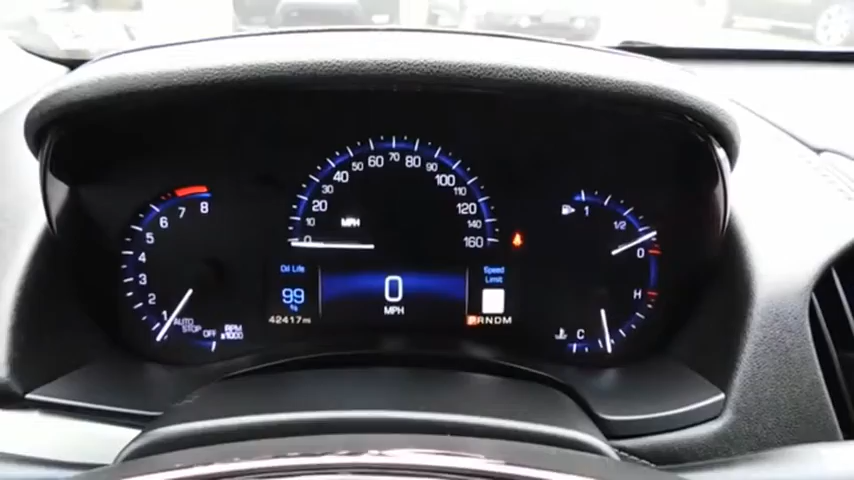 1 2 3 4 5 6 7 8
AUTO
STOP
OFF
RPM
x1000
0 10 20 30 40 50 60 70 80 100 110 120 140 160
MPH
Oil Life
99
%
42417 mi
0
MPH
Speed
Limit
PRNDM
1 1/2 0
H
C